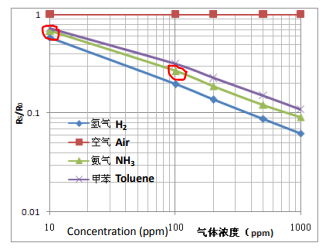 1
0.1
0.01
Rs/R0
氢气 H₂
空气 Air
氨气 NH₃
甲苯 Toluene
10
100
1000
Concentration (ppm)
气体浓度（ppm）